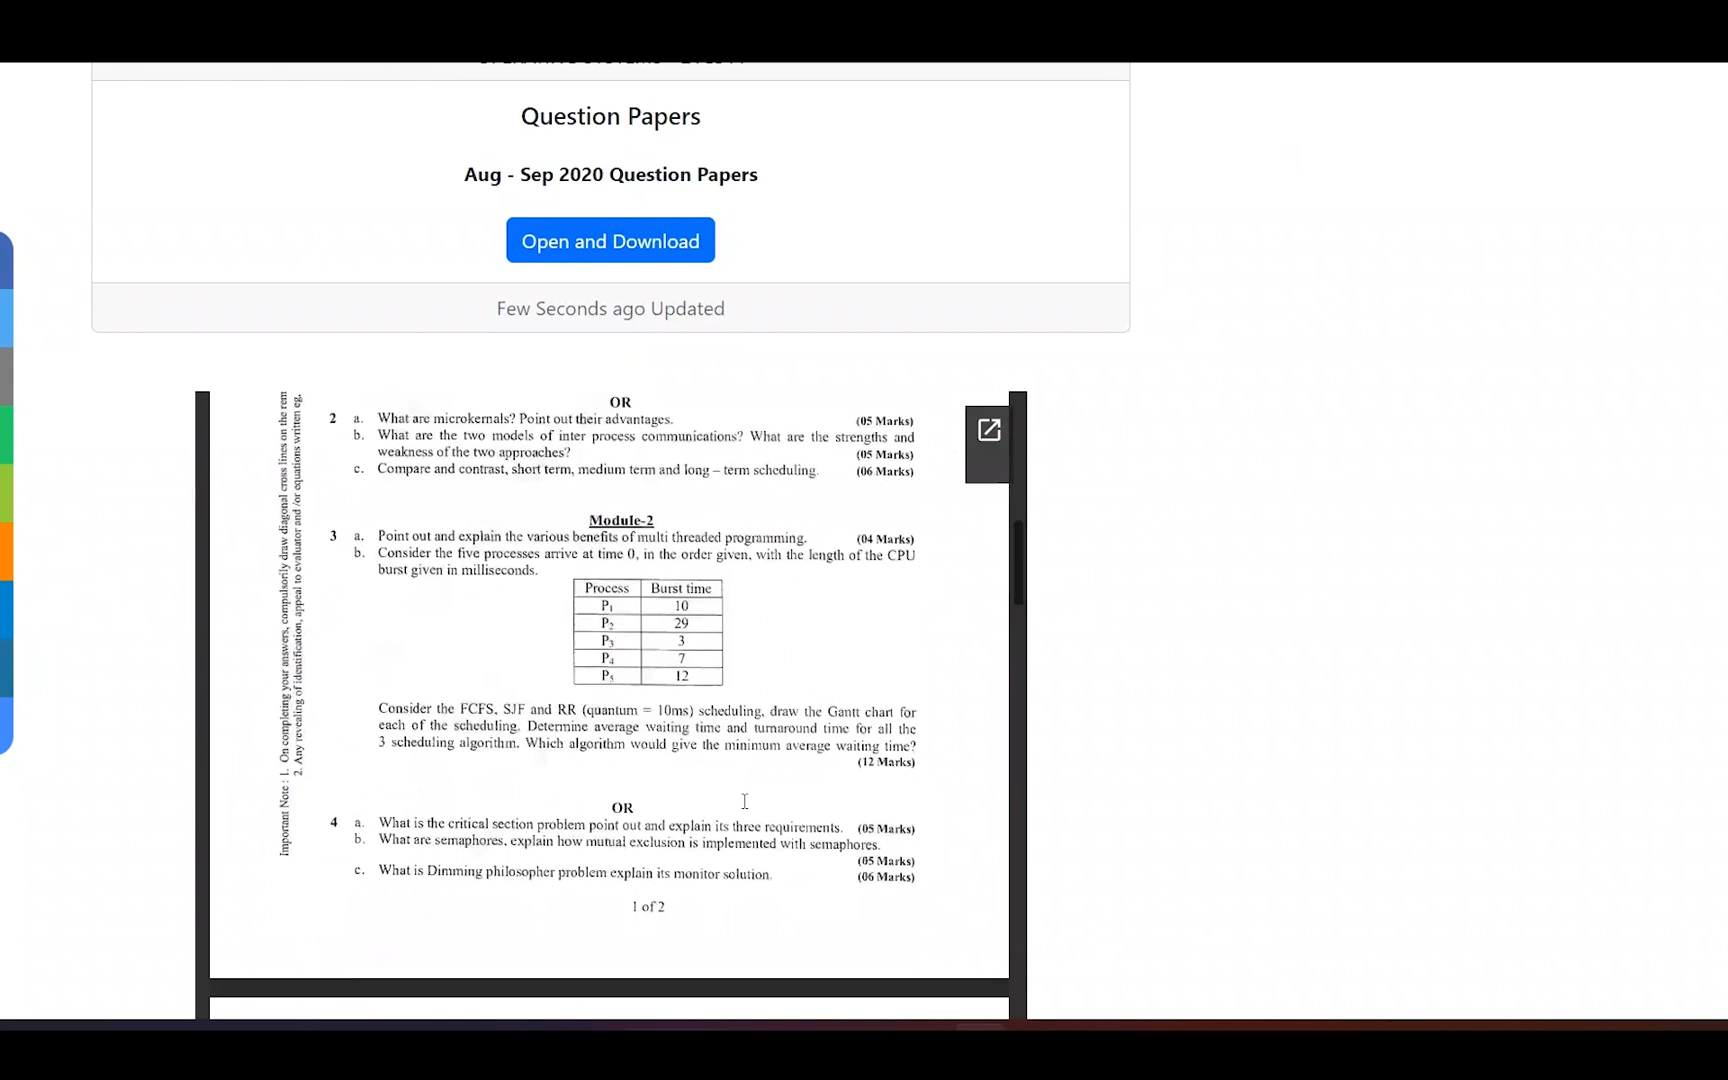 Question Papers
Aug - Sep 2020 Question Papers
Open and Download
Few Seconds ago Updated
Important Note : 1. On completing your answers, compulsorily draw diagonal cross lines on the rem
2. Any revealing of identification, appeal to evaluator and /or equations written eg.
OR
2 a. What are microkernals? Point out their advantages. (05 Marks)
b. What are the two models of inter process communications? What are the strengths and
weakness of the two approaches? (05 Marks)
c. Compare and contrast, short term, medium term and long – term scheduling. (06 Marks)
Module-2
3 a. Point out and explain the various benefits of multi threaded programming. (04 Marks)
b. Consider the five processes arrive at time 0, in the order given, with the length of the CPU
burst given in milliseconds.
Process Burst time
P1 10
P2 29
P3 3
P4 7
P5 12
Consider the FCFS, SJF and RR (quantum = 10ms) scheduling, draw the Gantt chart for
each of the scheduling. Determine average waiting time and turnaround time for all the
3 scheduling algorithm. Which algorithm would give the minimum average waiting time?
(12 Marks)
OR
4 a. What is the critical section problem point out and explain its three requirements. (05 Marks)
b. What are semaphores, explain how mutual exclusion is implemented with semaphores.
(05 Marks)
c. What is Dimming philosopher problem explain its monitor solution. (06 Marks)
1 of 2